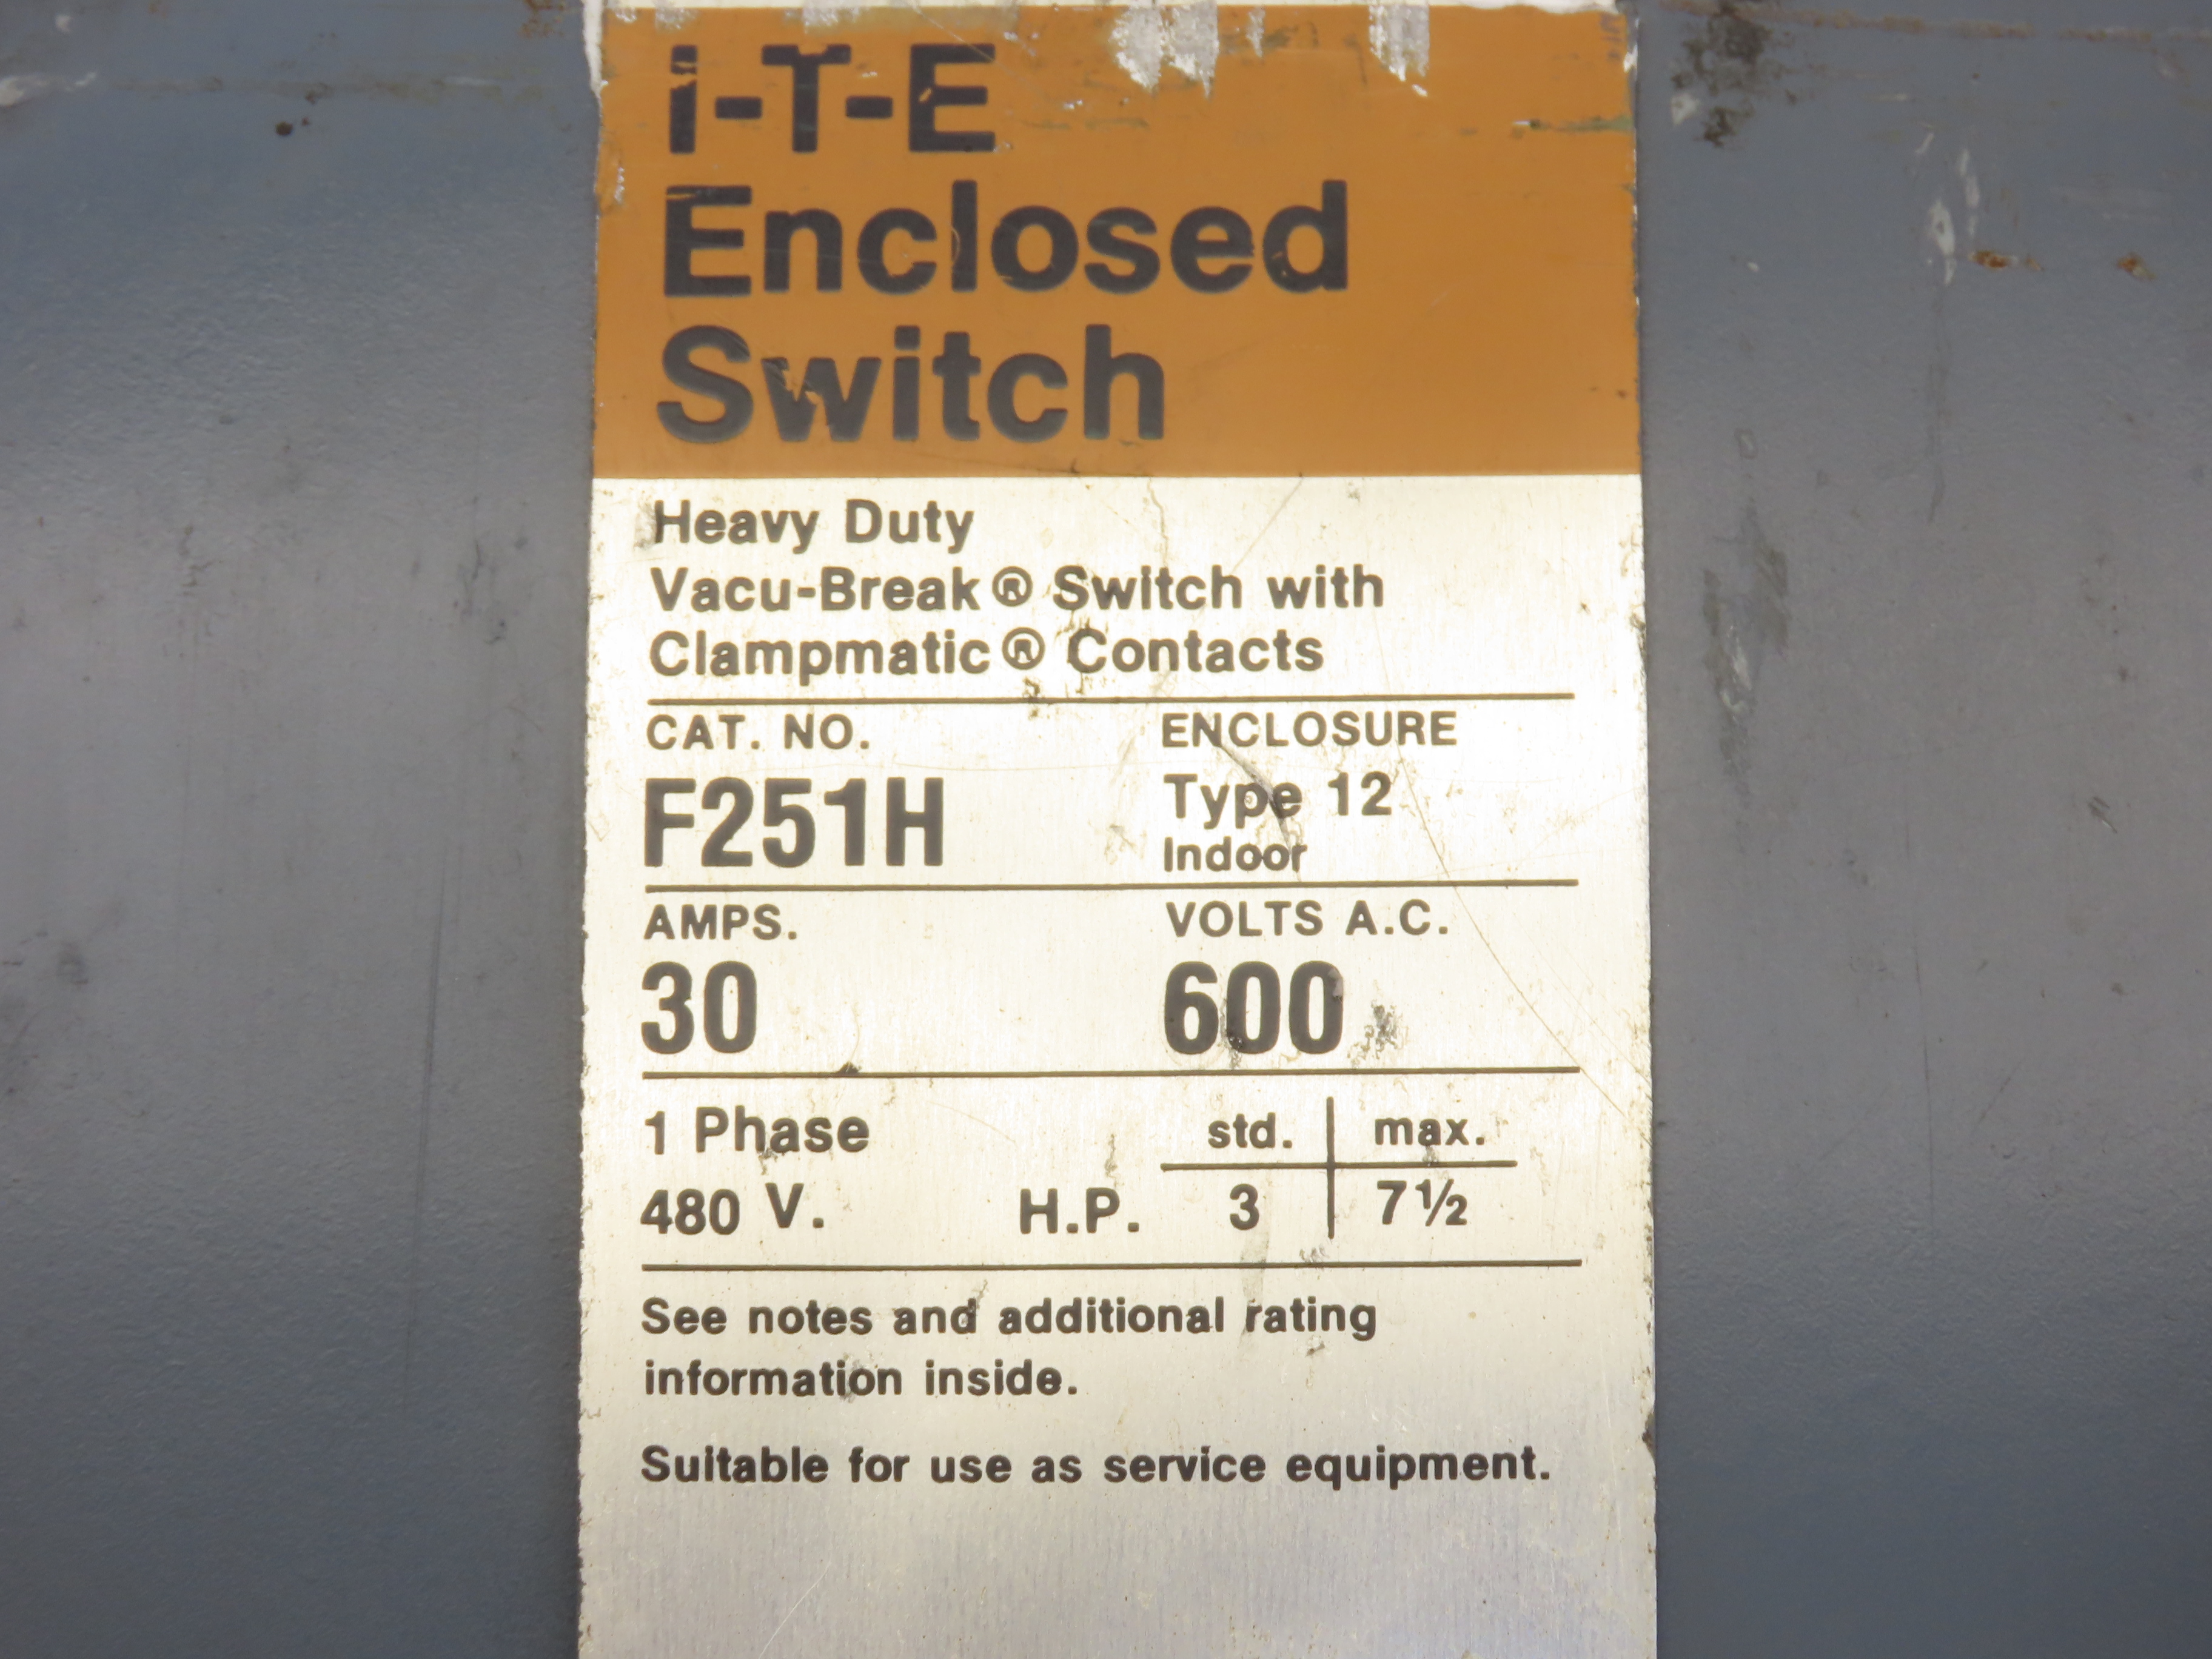 I-T-E
Enclosed
Switch
Heavy Duty
Vacu-Break® Switch with
Clampmatic® Contacts
CAT. NO. ENCLOSURE
F251H Type 12
Indoor
AMPS. VOLTS A.C.
30 600
1 Phase std. max.
480 V. H.P. 3 7½
See notes and additional rating
information inside.
Suitable for use as service equipment.